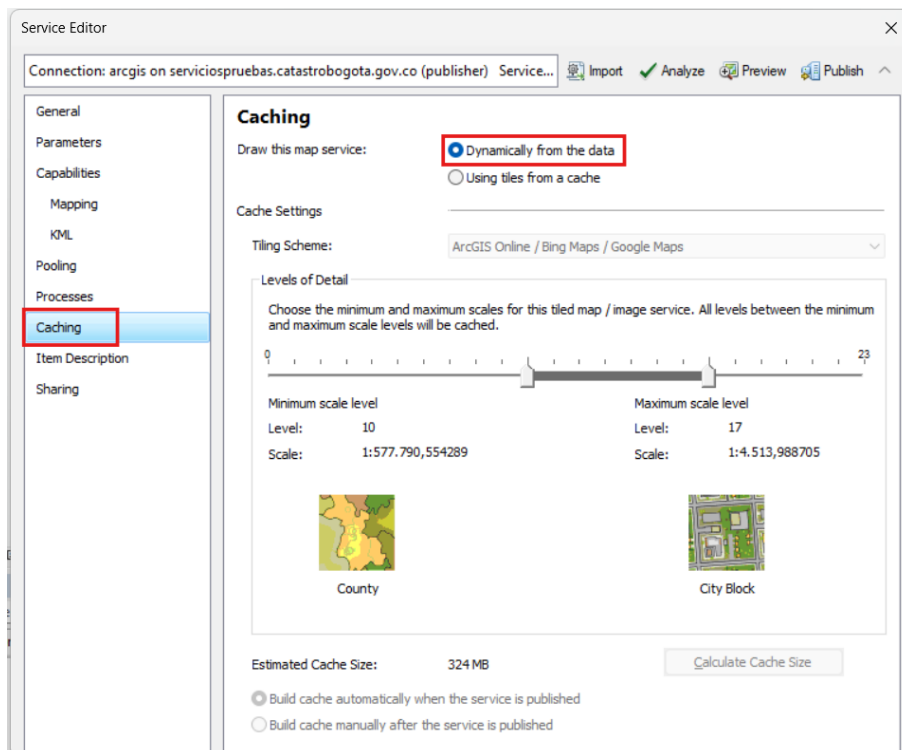 Service Editor
Connection: arcgis on serviciospruebas.catastrobogota.gov.co (publisher) Service... Import Analyze Preview Publish
General
Parameters
Capabilities
Mapping
KML
Pooling
Processes
Caching
Item Description
Sharing
Caching
Draw this map service: Dynamically from the data
Using tiles from a cache
Cache Settings
Tiling Scheme: ArcGIS Online / Bing Maps / Google Maps
Levels of Detail
Choose the minimum and maximum scales for this tiled map / image service. All levels between the minimum
and maximum scale levels will be cached.
0 23
Minimum scale level Maximum scale level
Level: 10 Level: 17
Scale: 1:577.790,554289 Scale: 1:4.513,988705
County City Block
Estimated Cache Size: 324 MB Calculate Cache Size
Build cache automatically when the service is published
Build cache manually after the service is published